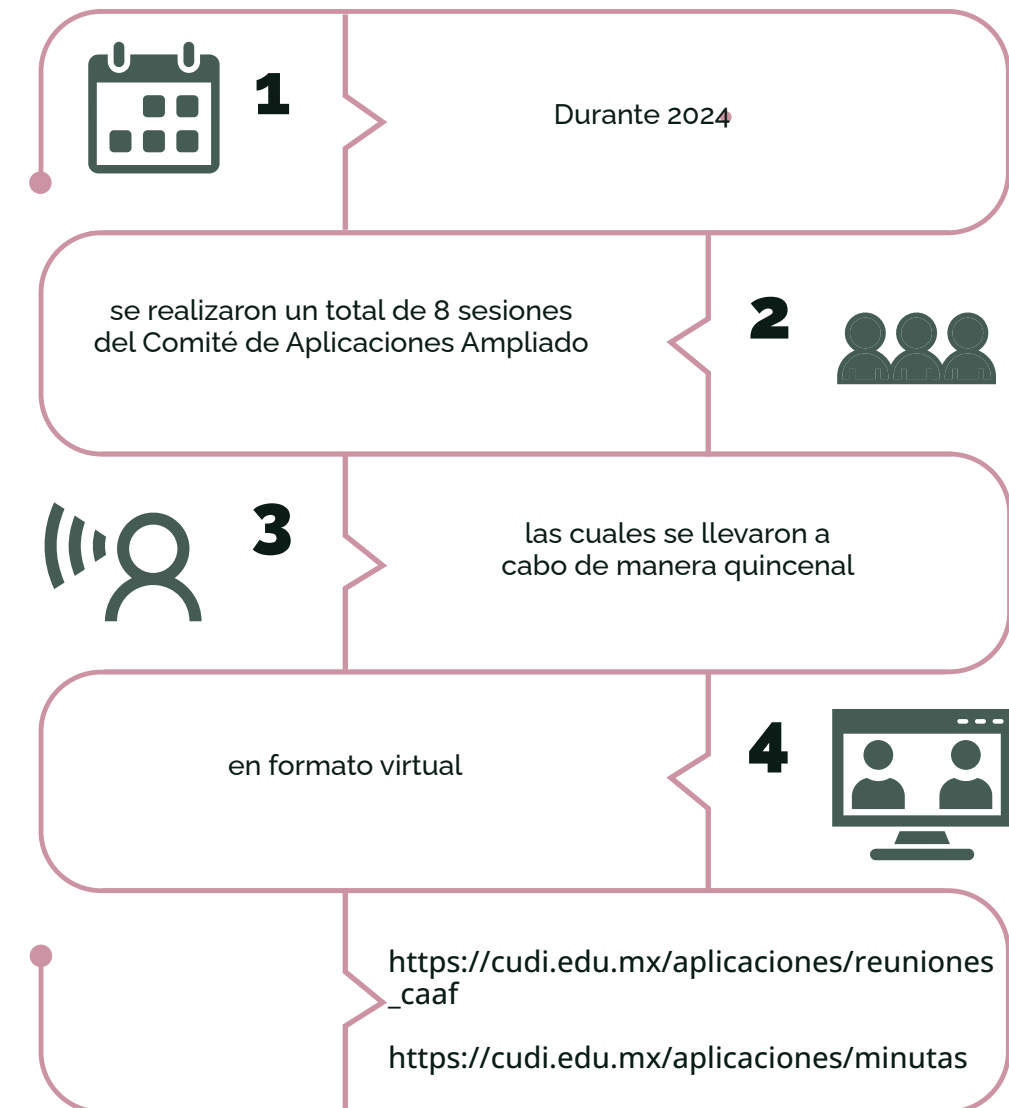 1
Durante 2024
se realizaron un total de 8 sesiones
del Comité de Aplicaciones Ampliado
2
3
las cuales se llevaron a
cabo de manera quincenal
en formato virtual
4
https://cudi.edu.mx/aplicaciones/reuniones
_caaf
https://cudi.edu.mx/aplicaciones/minutas